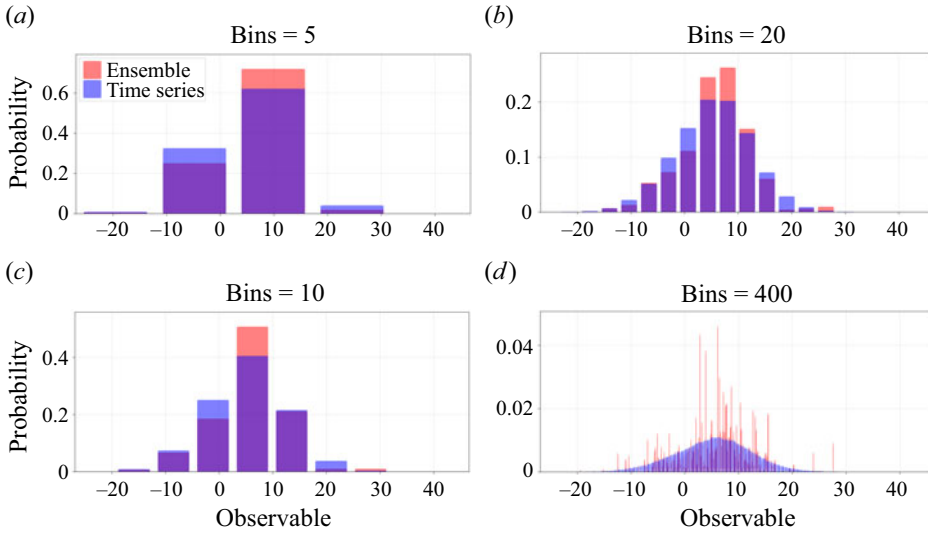 (a)
Bins = 5
Probability
0.6
0.4
0.2
0
Ensemble
Time series
−20 −10 0 10 20 30 40
(b)
Bins = 20
0.2
0.1
0
−20 −10 0 10 20 30 40
(c)
Bins = 10
Probability
0.4
0.2
0
−20 −10 0 10 20 30 40
Observable
(d)
Bins = 400
0.04
0.02
0
−20 −10 0 10 20 30 40
Observable